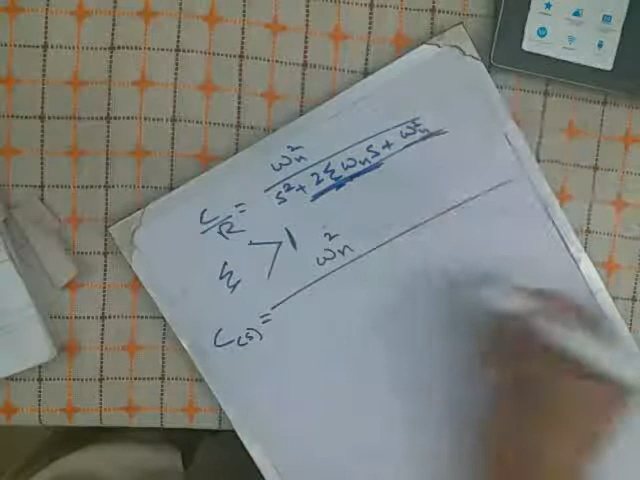 C/R = ωn² / s² + 2ξωns + ωn²
ξ > 1
C(s) = ωn²